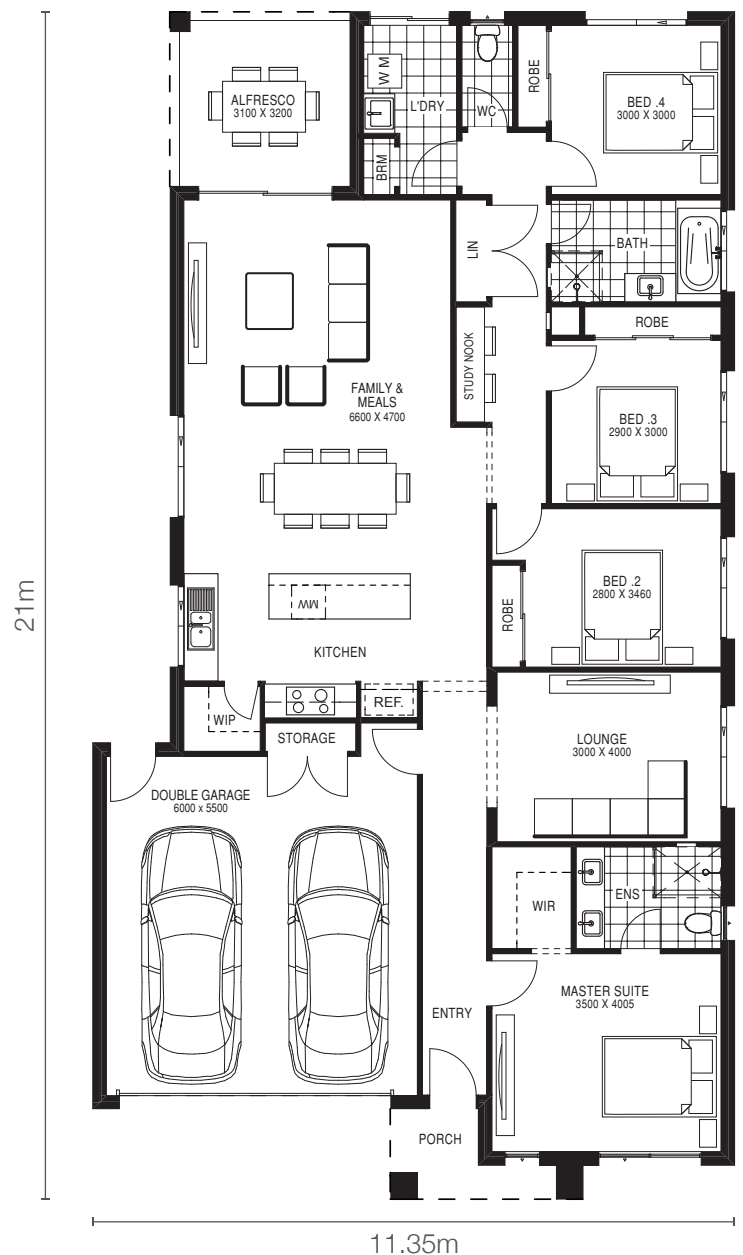 ALFRESCO
3100 X 3200
W M
L'DRY
WC
ROBE
BED .4
3000 X 3000
BRM
LIN
BATH
STUDY NOOK
ROBE
FAMILY &
MEALS
6600 X 4700
BED .3
2900 X 3000
21m
MW
BED .2
2800 X 3460
ROBE
KITCHEN
WIP
REF.
STORAGE
LOUNGE
3000 X 4000
DOUBLE GARAGE
6000 x 5500
WIR
ENS
MASTER SUITE
3500 X 4005
ENTRY
PORCH
11.35m